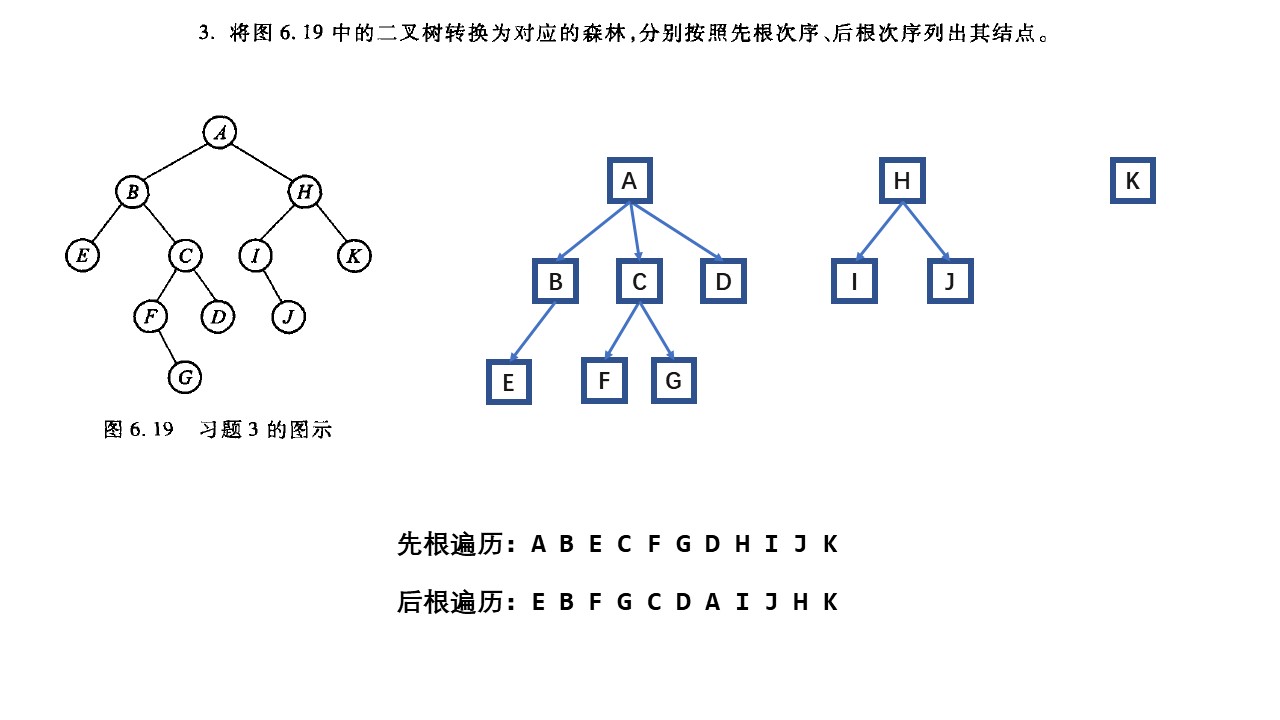 3. 将图 6.19 中的二叉树转换为对应的森林,分别按照先根次序、后根次序列出其结点。
A
B H
E C I K
F D J
G
图 6.19 习题 3 的图示
A H K
B C D I J
E F G
先根遍历: A B E C F G D H I J K
后根遍历: E B F G C D A I J H K